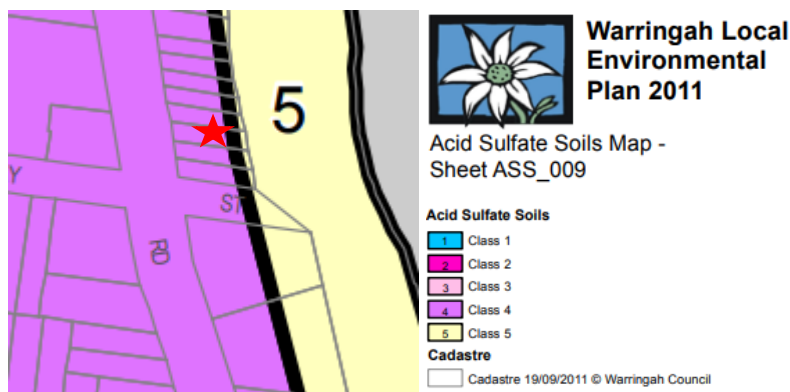 5
Y
ST
RD
Warringah Local
Environmental
Plan 2011
Acid Sulfate Soils Map -
Sheet ASS_009
Acid Sulfate Soils
1 Class 1
2 Class 2
3 Class 3
4 Class 4
5 Class 5
Cadastre
Cadastre 19/09/2011 © Warringah Council